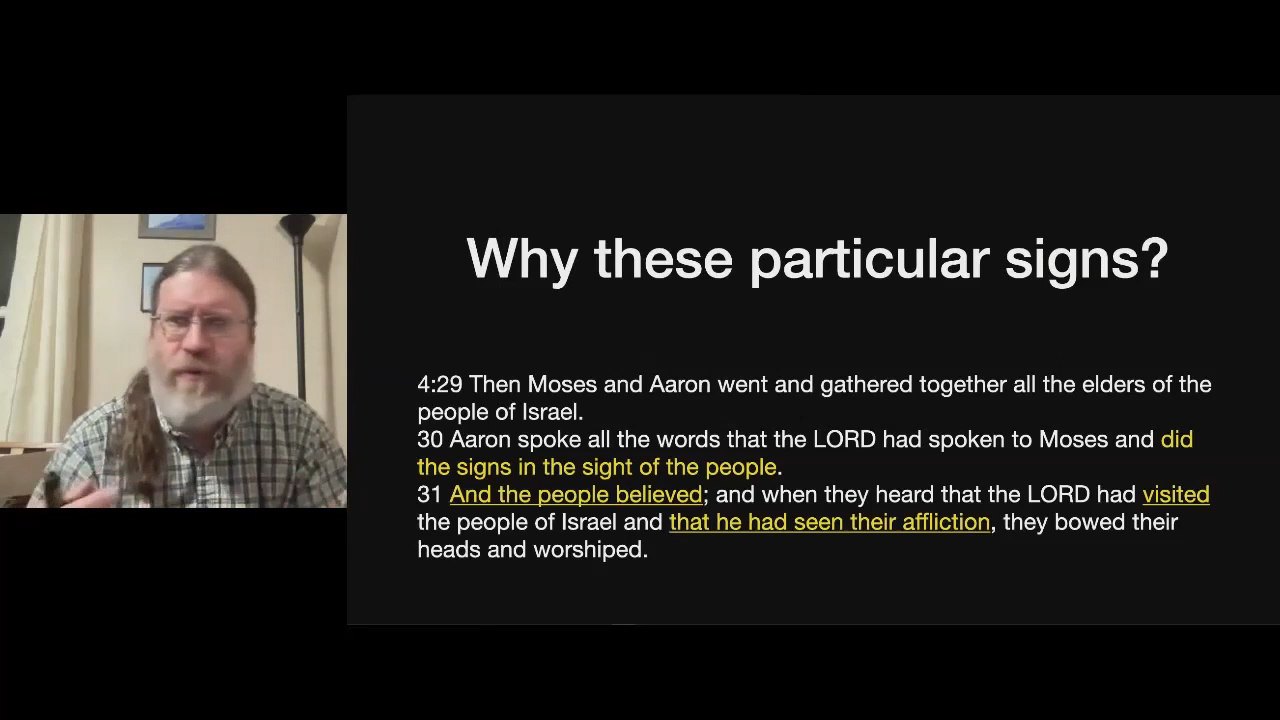 Why these particular signs?
4:29 Then Moses and Aaron went and gathered together all the elders of the
people of Israel.
30 Aaron spoke all the words that the LORD had spoken to Moses and did
the signs in the sight of the people.
31 And the people believed; and when they heard that the LORD had visited
the people of Israel and that he had seen their affliction, they bowed their
heads and worshiped.